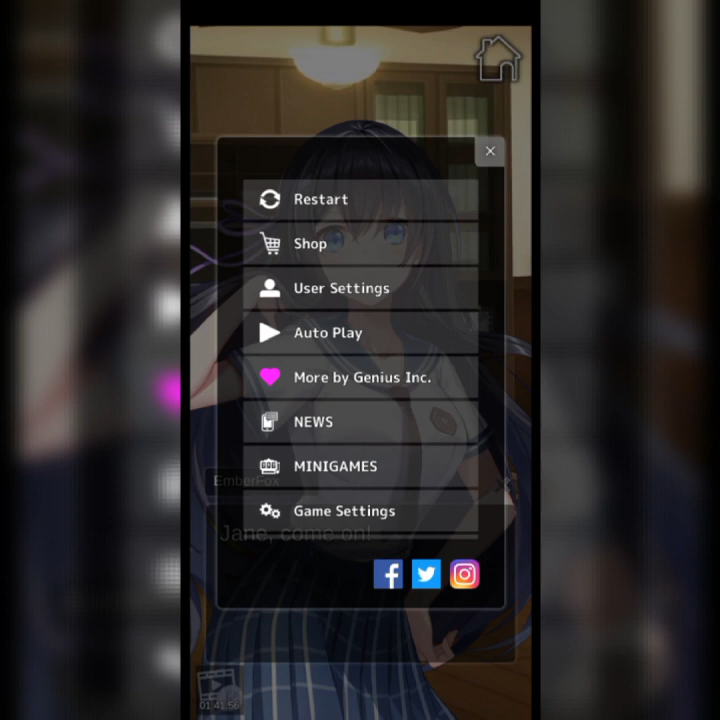 Restart
Shop
User Settings
Auto Play
More by Genius Inc.
NEWS
MINIGAMES
EmberFox
Game Settings
Jane, come on!
01:41:56